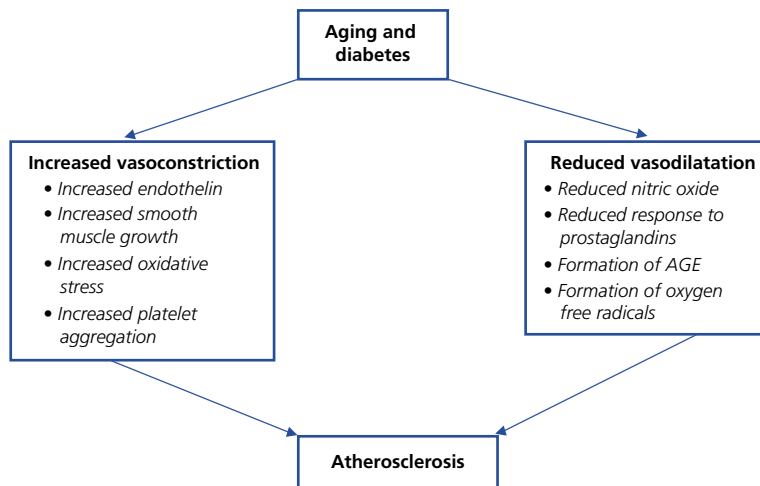 Aging and
diabetes
Increased vasoconstriction
• Increased endothelin
• Increased smooth
muscle growth
• Increased oxidative
stress
• Increased platelet
aggregation
Reduced vasodilatation
• Reduced nitric oxide
• Reduced response to
prostaglandins
• Formation of AGE
• Formation of oxygen
free radicals
Atherosclerosis